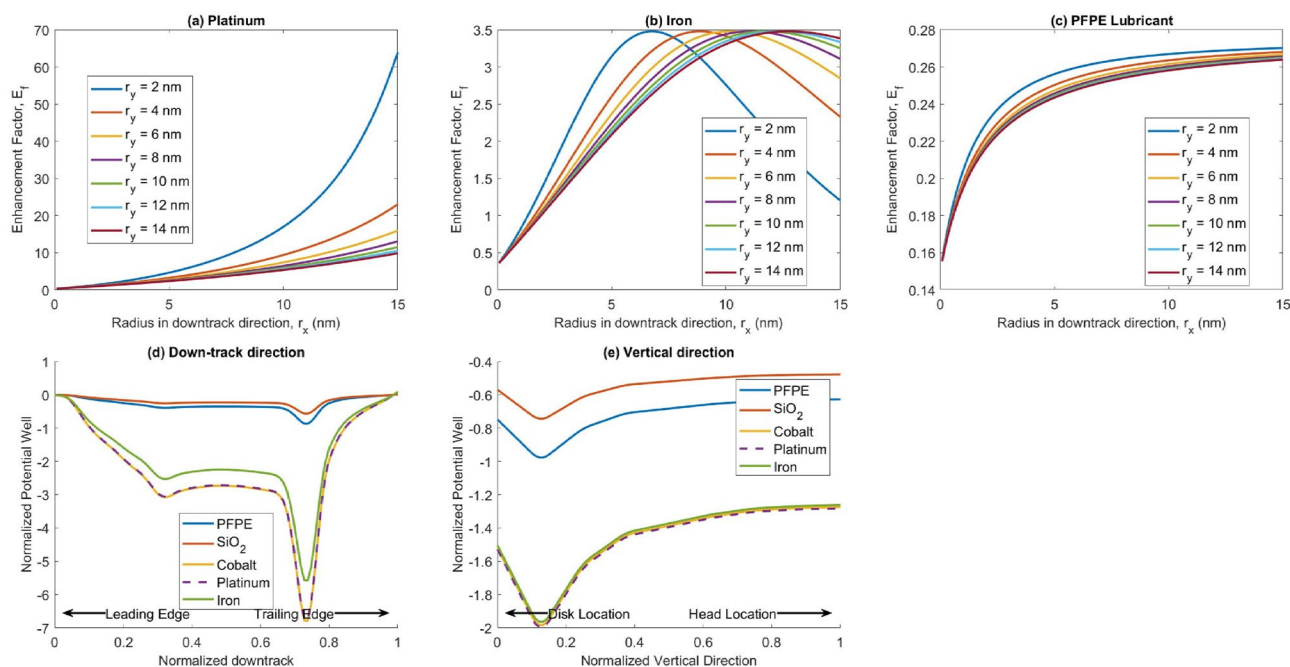 (a) Platinum
70
60
50
40
30
20
10
0
Enhancement Factor, E_f
r_y = 2 nm
r_y = 4 nm
r_y = 6 nm
r_y = 8 nm
r_y = 10 nm
r_y = 12 nm
r_y = 14 nm
0 5 10 15
Radius in downtrack direction, r_x (nm)
(b) Iron
3.5
3
2.5
2
1.5
1
0.5
0
Enhancement Factor, E_f
r_y = 2 nm
r_y = 4 nm
r_y = 6 nm
r_y = 8 nm
r_y = 10 nm
r_y = 12 nm
r_y = 14 nm
0 5 10 15
Radius in downtrack direction, r_x (nm)
(c) PFPE Lubricant
0.28
0.26
0.24
0.22
0.2
0.18
0.16
0.14
Enhancement Factor, E_f
r_y = 2 nm
r_y = 4 nm
r_y = 6 nm
r_y = 8 nm
r_y = 10 nm
r_y = 12 nm
r_y = 14 nm
0 5 10 15
Radius in downtrack direction, r_x (nm)
(d) Down-track direction
1
0
-1
-2
-3
-4
-5
-6
-7
Normalized Potential Well
PFPE
SiO_2
Cobalt
Platinum
Iron
Leading Edge Trailing Edge
0 0.2 0.4 0.6 0.8 1
Normalized downtrack
(e) Vertical direction
-0.4
-0.6
-0.8
-1
-1.2
-1.4
-1.6
-1.8
-2
Normalized Potential Well
PFPE
SiO_2
Cobalt
Platinum
Iron
Disk Location Head Location
0 0.2 0.4 0.6 0.8 1
Normalized Vertical Direction